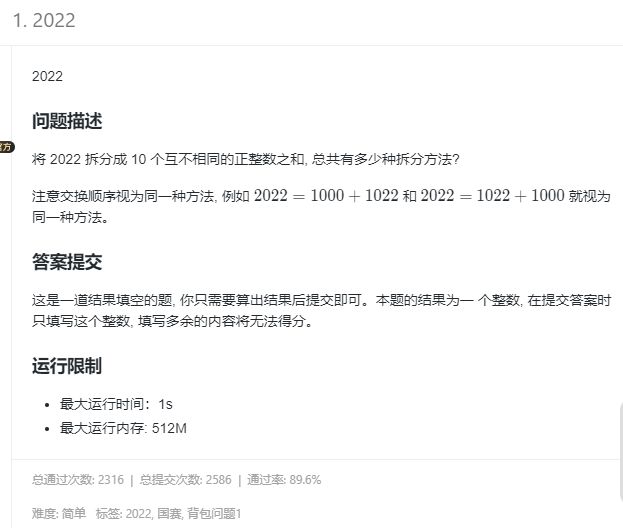 1. 2022
2022
问题描述
方
将 2022 拆分成 10 个互不相同的正整数之和, 总共有多少种拆分方法?
注意交换顺序视为同一种方法, 例如 2022 = 1000 + 1022 和 2022 = 1022 + 1000 就视为
同一种方法。
答案提交
这是一道结果填空的题, 你只需要算出结果后提交即可。本题的结果为一 个整数, 在提交答案时
只填写这个整数, 填写多余的内容将无法得分。
运行限制
• 最大运行时间：1s
• 最大运行内存: 512M
总通过次数: 2316 | 总提交次数: 2586 | 通过率: 89.6%
难度: 简单 标签: 2022, 国赛, 背包问题1